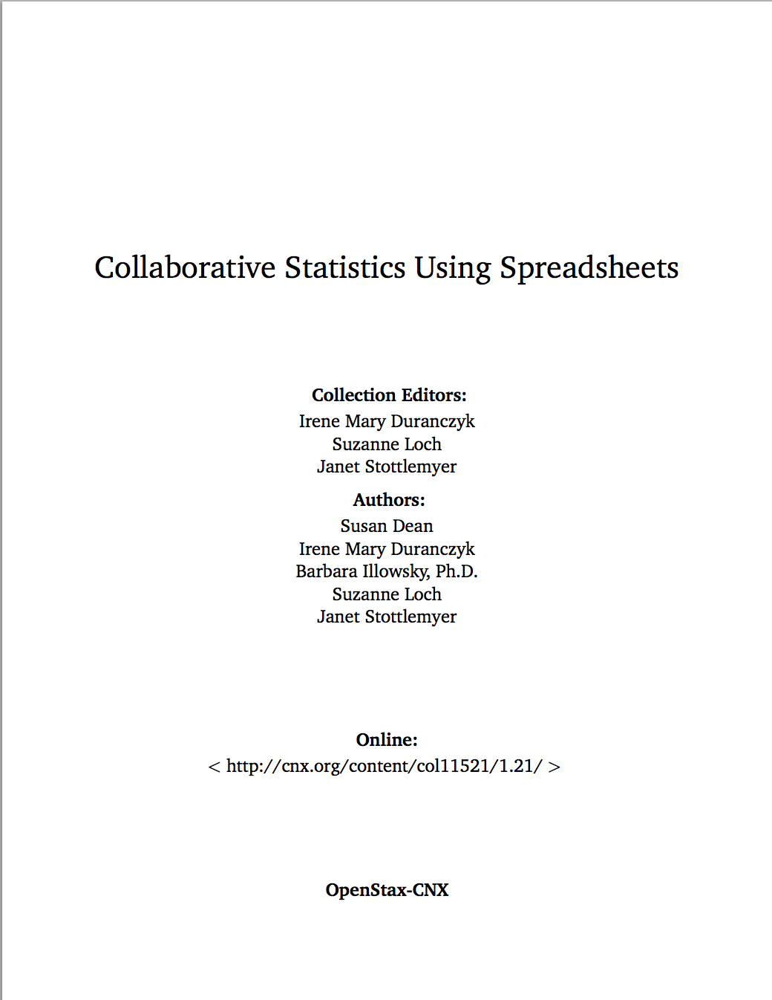 Collaborative Statistics Using Spreadsheets
Collection Editors:
Irene Mary Duranczyk
Suzanne Loch
Janet Stottlemyer
Authors:
Susan Dean
Irene Mary Duranczyk
Barbara Illowsky, Ph.D.
Suzanne Loch
Janet Stottlemyer
Online:
< http://cnx.org/content/col11521/1.21/ >
OpenStax-CNX